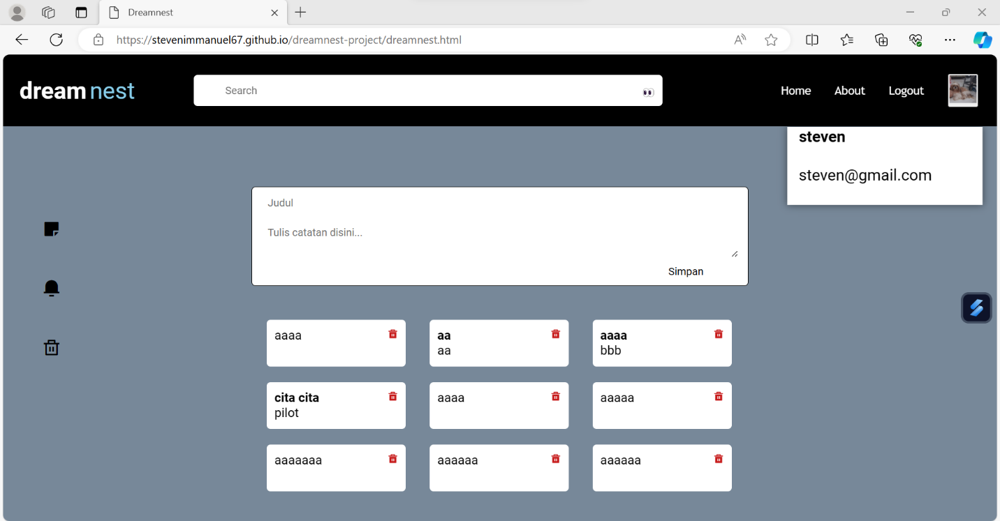 Dreamnest
https://stevenimmanuel67.github.io/dreamnest-project/dreamnest.html
dream nest
Search
Home About Logout
steven
steven@gmail.com
Judul
Tulis catatan disini...
Simpan
aaaa
aa
aa
aaaa
bbb
cita cita
pilot
aaaa
aaaaa
aaaaaaa
aaaaaa
aaaaaa